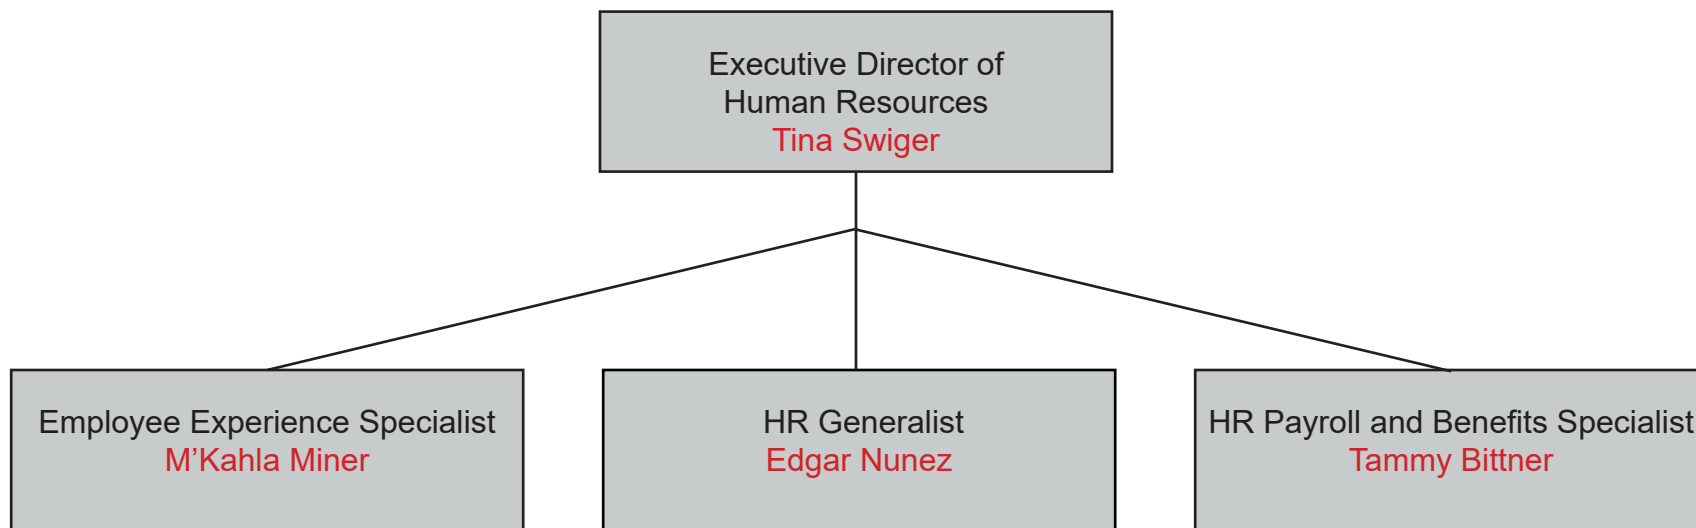 Executive Director of
Human Resources
Tina Swiger
Employee Experience Specialist
M’Kahla Miner
HR Generalist
Edgar Nunez
HR Payroll and Benefits Specialist
Tammy Bittner